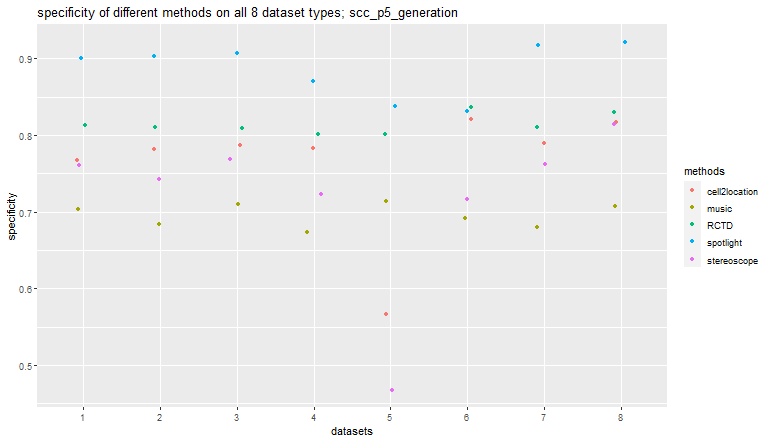 specificity of different methods on all 8 dataset types; scc_p5_generation
specificity
0.9
0.8
0.7
0.6
0.5
1 2 3 4 5 6 7 8
datasets
methods
cell2location
music
RCTD
spotlight
stereoscope